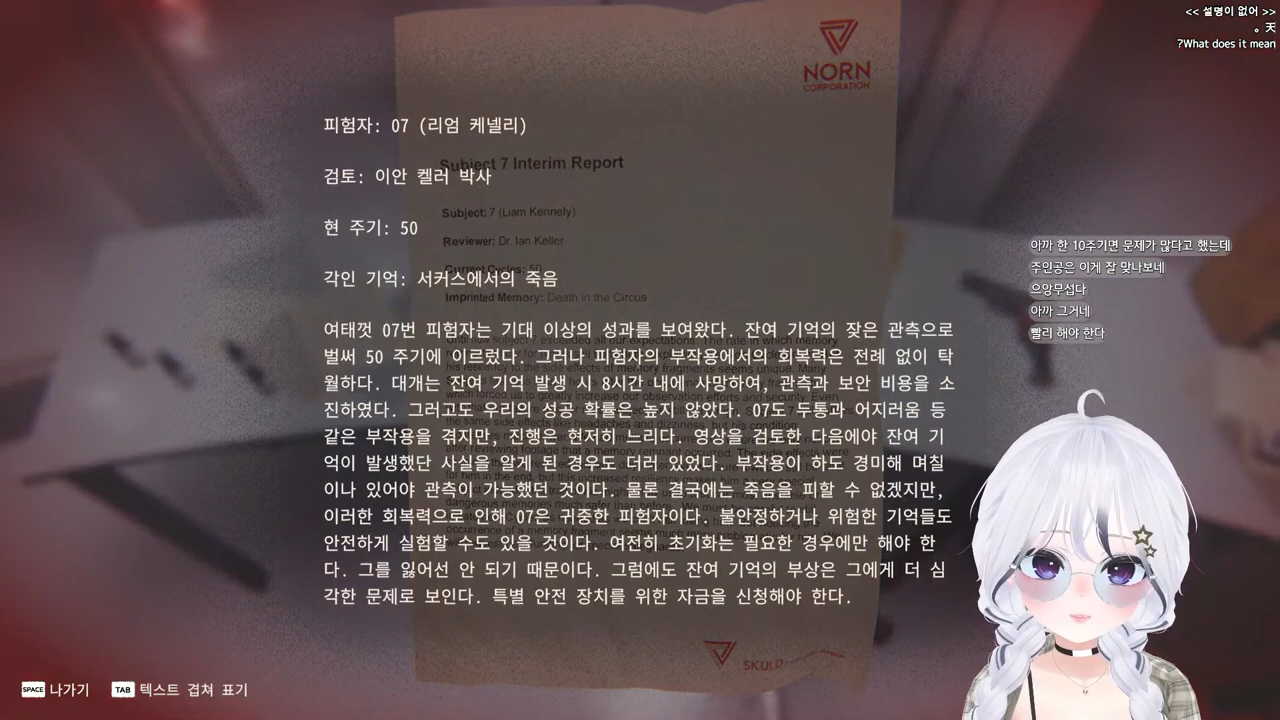 << 설명이 없어 >>
。天
?What does it mean
NORN
CORPORATION
피험자: 07 (리엄 케넬리)
Subject 7 Interim Report
검토: 이안 켈러 박사
Subject: 7 (Liam Kennely)
현 주기: 50
Reviewer: Dr. Ian Keller
Current Cycles: 50
각인 기억: 서커스에서의 죽음
Imprinted Memory: Death in the Circus
여태껏 07번 피험자는 기대 이상의 성과를 보여왔다. 잔여 기억의 잦은 관측으로
벌써 50 주기에 이르렀다. 그러나 피험자의 부작용에서의 회복력은 전례 없이 탁
월하다. 대개는 잔여 기억 발생 시 8시간 내에 사망하여, 관측과 보안 비용을 소
진하였다. 그러고도 우리의 성공 확률은 높지 않았다. 07도 두통과 어지러움 등
같은 부작용을 겪지만, 진행은 현저히 느리다. 영상을 검토한 다음에야 잔여 기
억이 발생했단 사실을 알게 된 경우도 더러 있었다. 부작용이 하도 경미해 며칠
이나 있어야 관측이 가능했던 것이다. 물론 결국에는 죽음을 피할 수 없겠지만,
이러한 회복력으로 인해 07은 귀중한 피험자이다. 불안정하거나 위험한 기억들도
안전하게 실험할 수도 있을 것이다. 여전히 초기화는 필요한 경우에만 해야 한
다. 그를 잃어선 안 되기 때문이다. 그럼에도 잔여 기억의 부상은 그에게 더 심
각한 문제로 보인다. 특별 안전 장치를 위한 자금을 신청해야 한다.
SKULD
아까 한 10주기면 문제가 많다고 했는데
주인공은 이게 잘 맞나보네
으앙무섭다
아까 그거네
빨리 해야 한다
SPACE 나가기
TAB 텍스트 겹쳐 표기